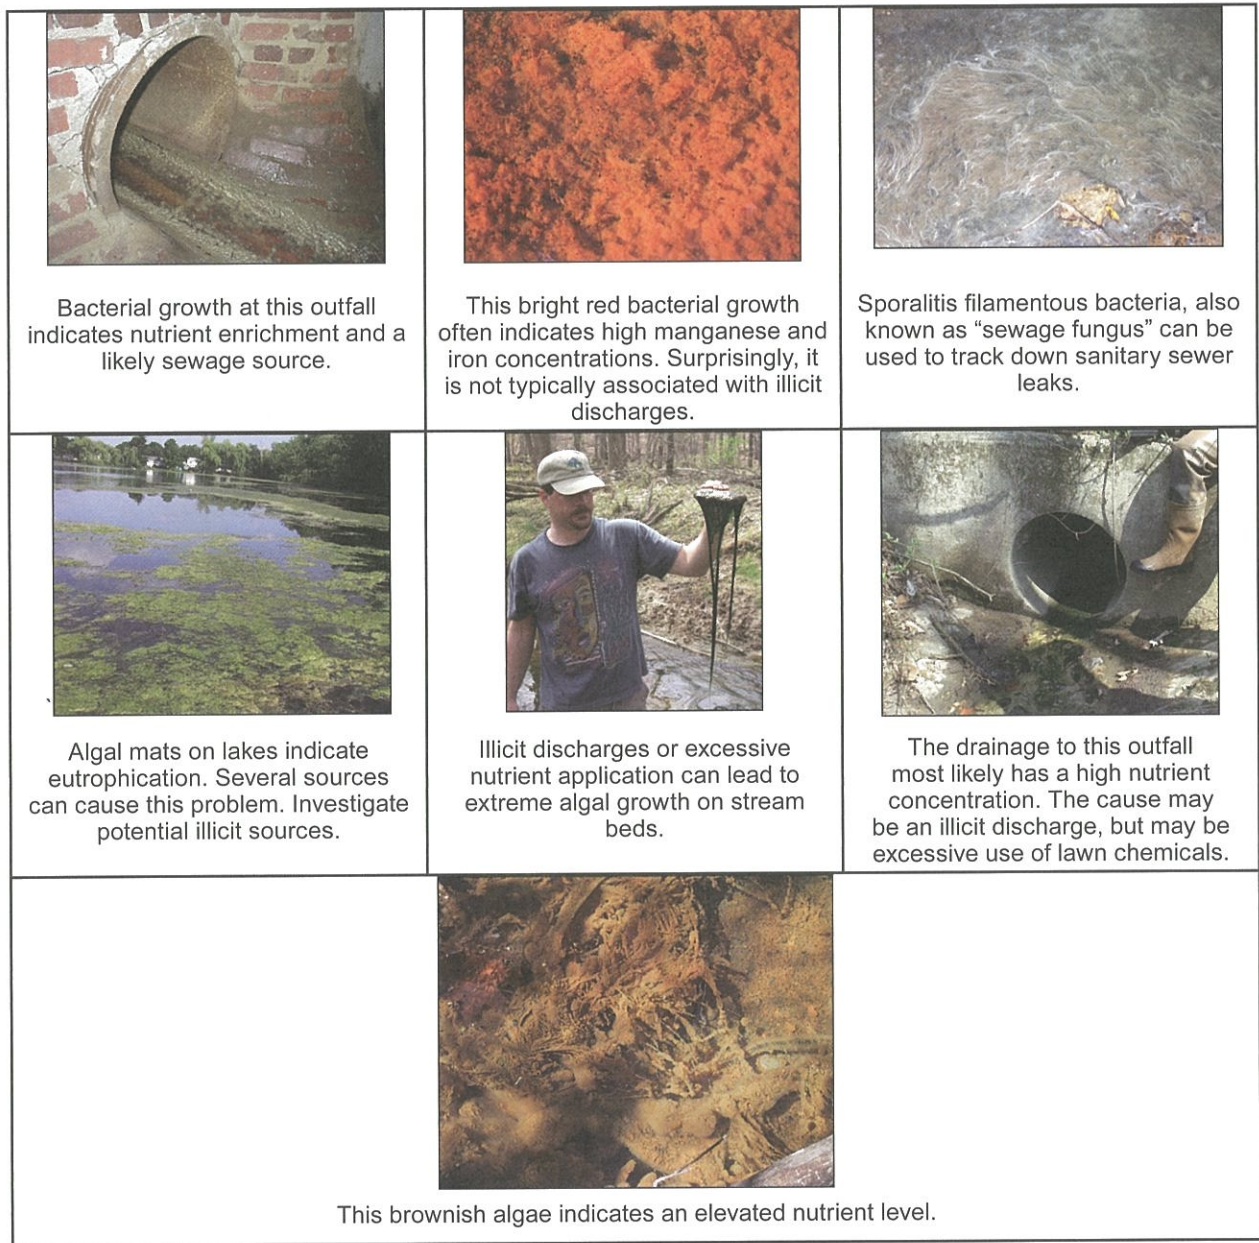 Bacterial growth at this outfall
indicates nutrient enrichment and a
likely sewage source.
This bright red bacterial growth
often indicates high manganese and
iron concentrations. Surprisingly, it
is not typically associated with illicit
discharges.
Sporalitis filamentous bacteria, also
known as “sewage fungus” can be
used to track down sanitary sewer
leaks.
Algal mats on lakes indicate
eutrophication. Several sources
can cause this problem. Investigate
potential illicit sources.
Illicit discharges or excessive
nutrient application can lead to
extreme algal growth on stream
beds.
The drainage to this outfall
most likely has a high nutrient
concentration. The cause may
be an illicit discharge, but may be
excessive use of lawn chemicals.
This brownish algae indicates an elevated nutrient level.